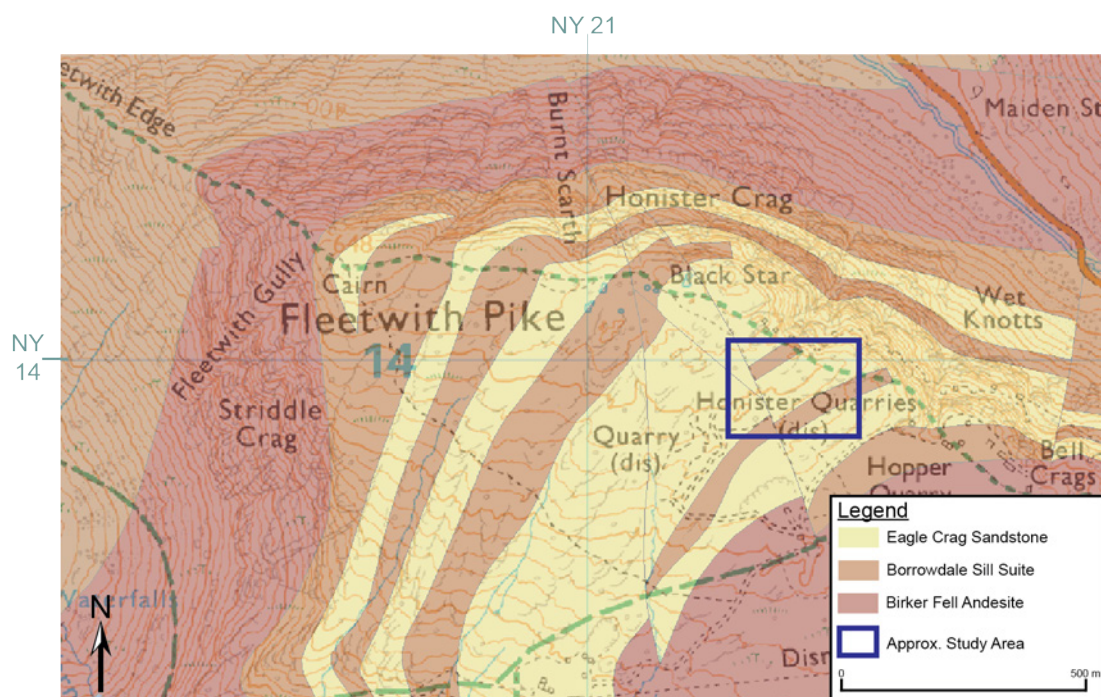 NY 21
etwith Edge
Burnt Scarth
Maiden St
Honister Crag
Fleetwith Gully
Cairn
Black Star
Fleetwith Pike
Wet
Knotts
NY
14
14
Striddle
Crag
Honister Quarries
(dis)
Quarry
(dis)
Bell
Crags
Hopper
Quarry
Waterfalls
N
Disr
Legend
Eagle Crag Sandstone
Borrowdale Sill Suite
Birker Fell Andesite
Approx. Study Area
0
500 m